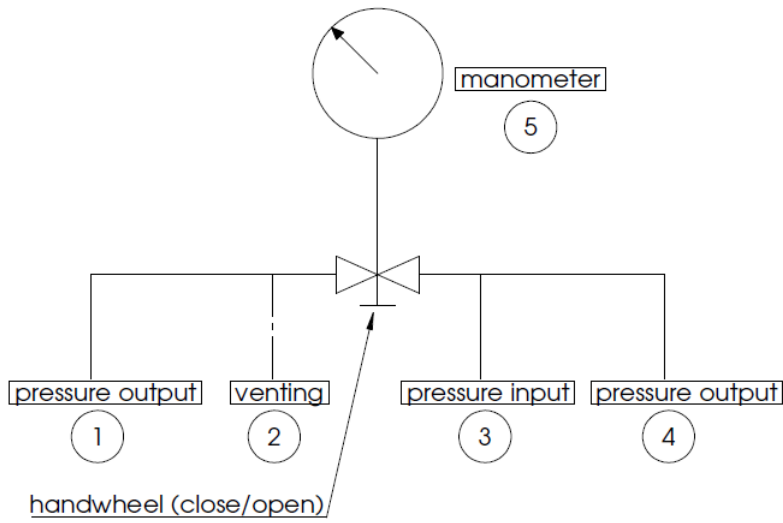 manometer
5
pressure output
venting
pressure input
pressure output
1
2
3
4
handwheel (close/open)